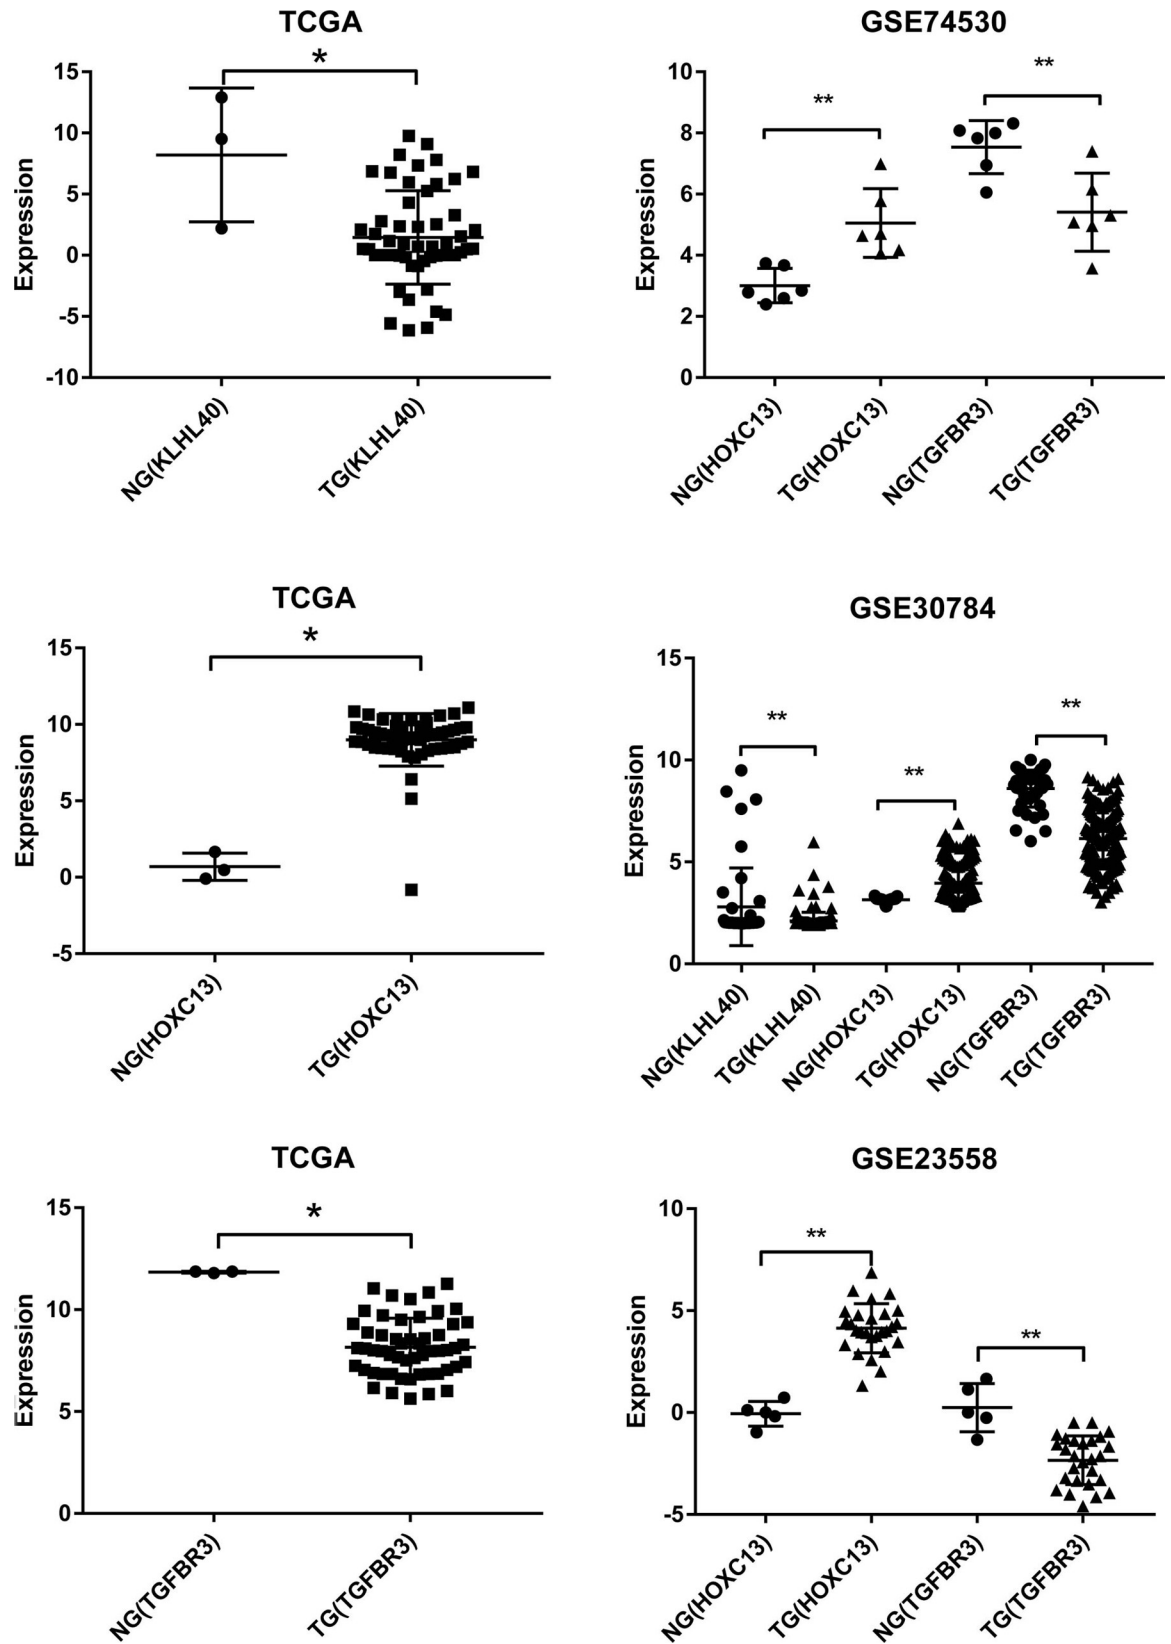 TCGA
*
Expression
15
10
5
0
-5
-10
NG(KLHL40)
TG(KLHL40)
GSE74530
**
**
Expression
10
8
6
4
2
0
NG(HOXC13)
TG(HOXC13)
NG(TGFBR3)
TG(TGFBR3)
TCGA
*
Expression
15
10
5
0
-5
NG(HOXC13)
TG(HOXC13)
GSE30784
**
**
**
Expression
15
10
5
0
NG(KLHL40)
TG(KLHL40)
NG(HOXC13)
TG(HOXC13)
NG(TGFBR3)
TG(TGFBR3)
TCGA
*
Expression
15
10
5
0
NG(TGFBR3)
TG(TGFBR3)
GSE23558
**
**
Expression
10
5
0
-5
NG(HOXC13)
TG(HOXC13)
NG(TGFBR3)
TG(TGFBR3)